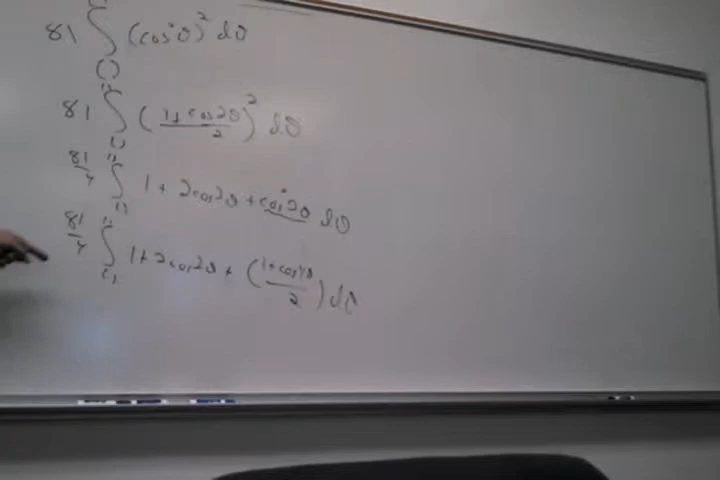 81 ∫ (cos²θ)² dθ
81 ∫ (1+cos2θ/2)² dθ
81/4 ∫ 1 + 2cos2θ + cos²2θ dθ
81/4 ∫ 1+2cos2θ + (1+cos4θ/2) dθ